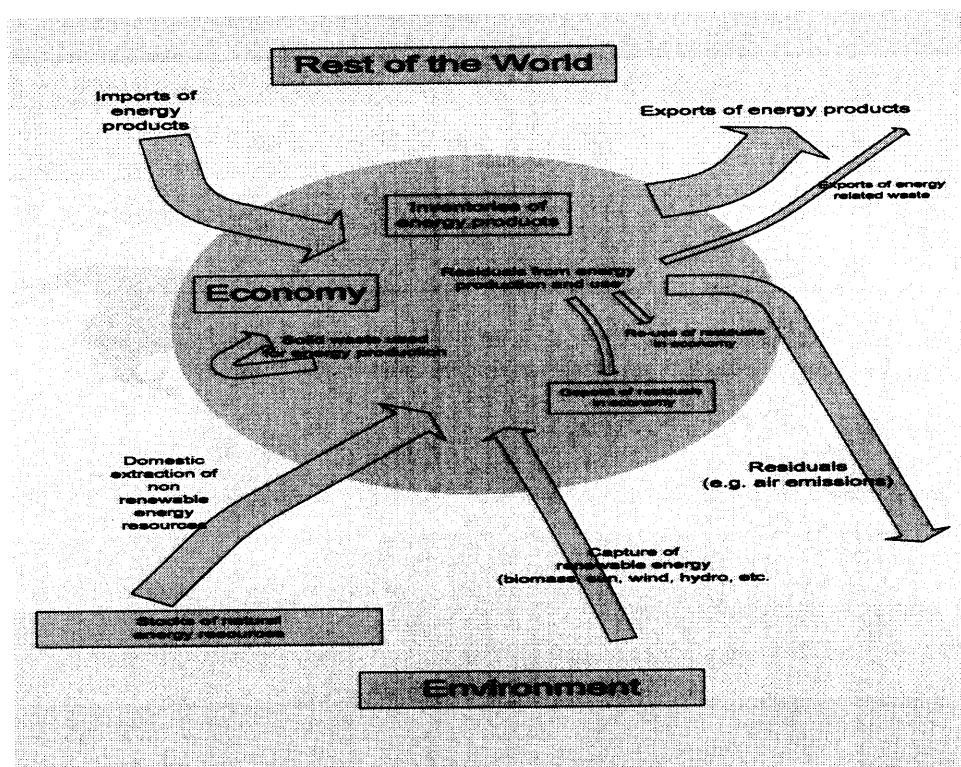 Rest of the World
Imports of
energy
products
Exports of energy products
Exports of energy
related waste
Inventories of
energy products
Residuals from energy
production and use
Economy
Re-use of residuals
in economy
Solid waste used
for energy production
of residuals
in economy
Domestic
extraction of
non
renewable
energy
resources
Residuals
(e.g. air emissions)
Capture of
renewable energy
(biomass, sun, wind, hydro, etc.
Stocks of natural
energy resources
Environment